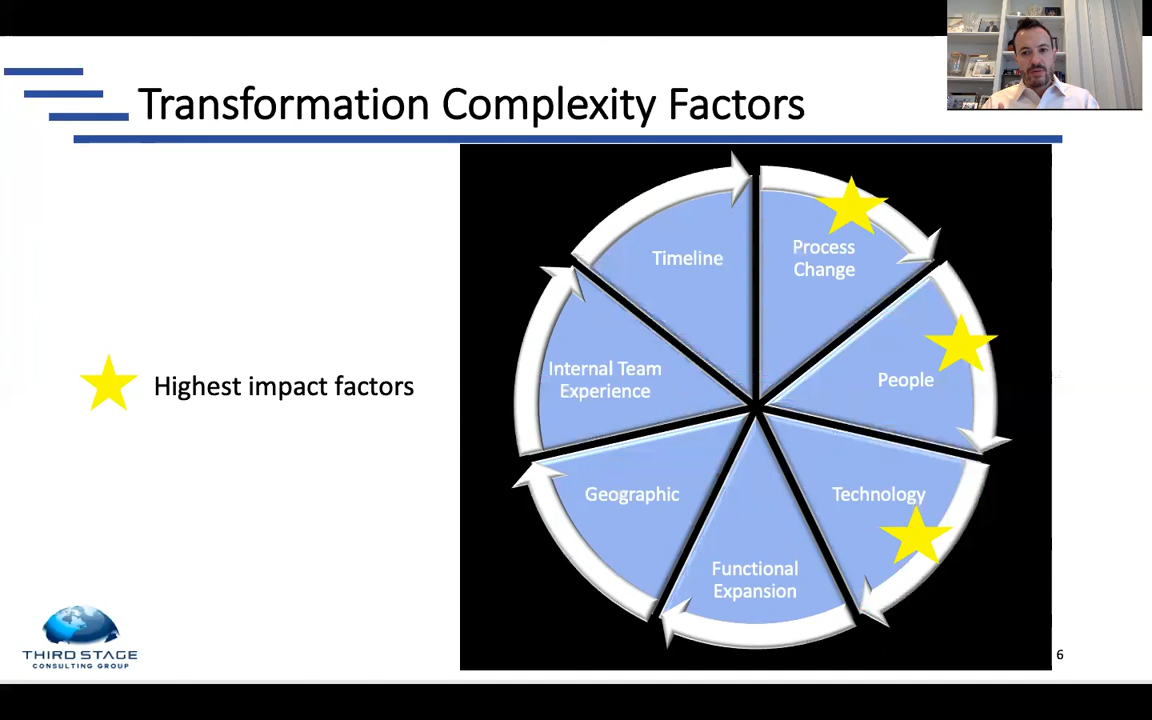 Transformation Complexity Factors
Timeline
Process
Change
Internal Team
Experience
People
Highest impact factors
Geographic
Technology
Functional
Expansion
THIRD STAGE
CONSULTING GROUP
6